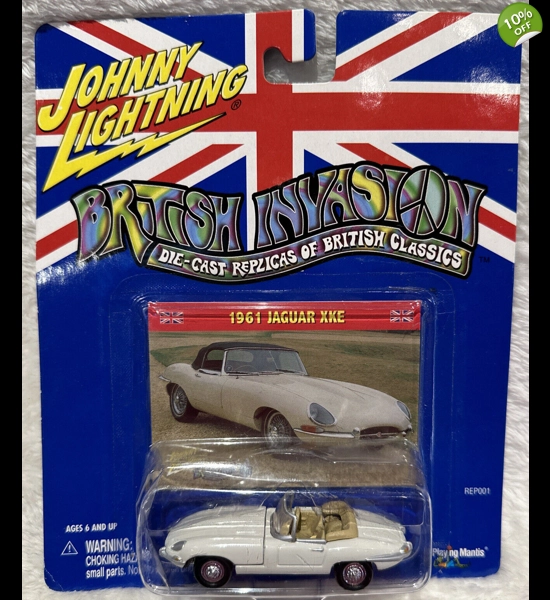 10%
OFF
JOHNNY
LIGHTNING®
BRITISH INVASION
DIE-CAST REPLICAS OF BRITISH CLASSICS™
1961 JAGUAR XKE
REP001
AGES 6 AND UP
WARNING:
CHOKING HAZ
small parts. No
Playing Mantis